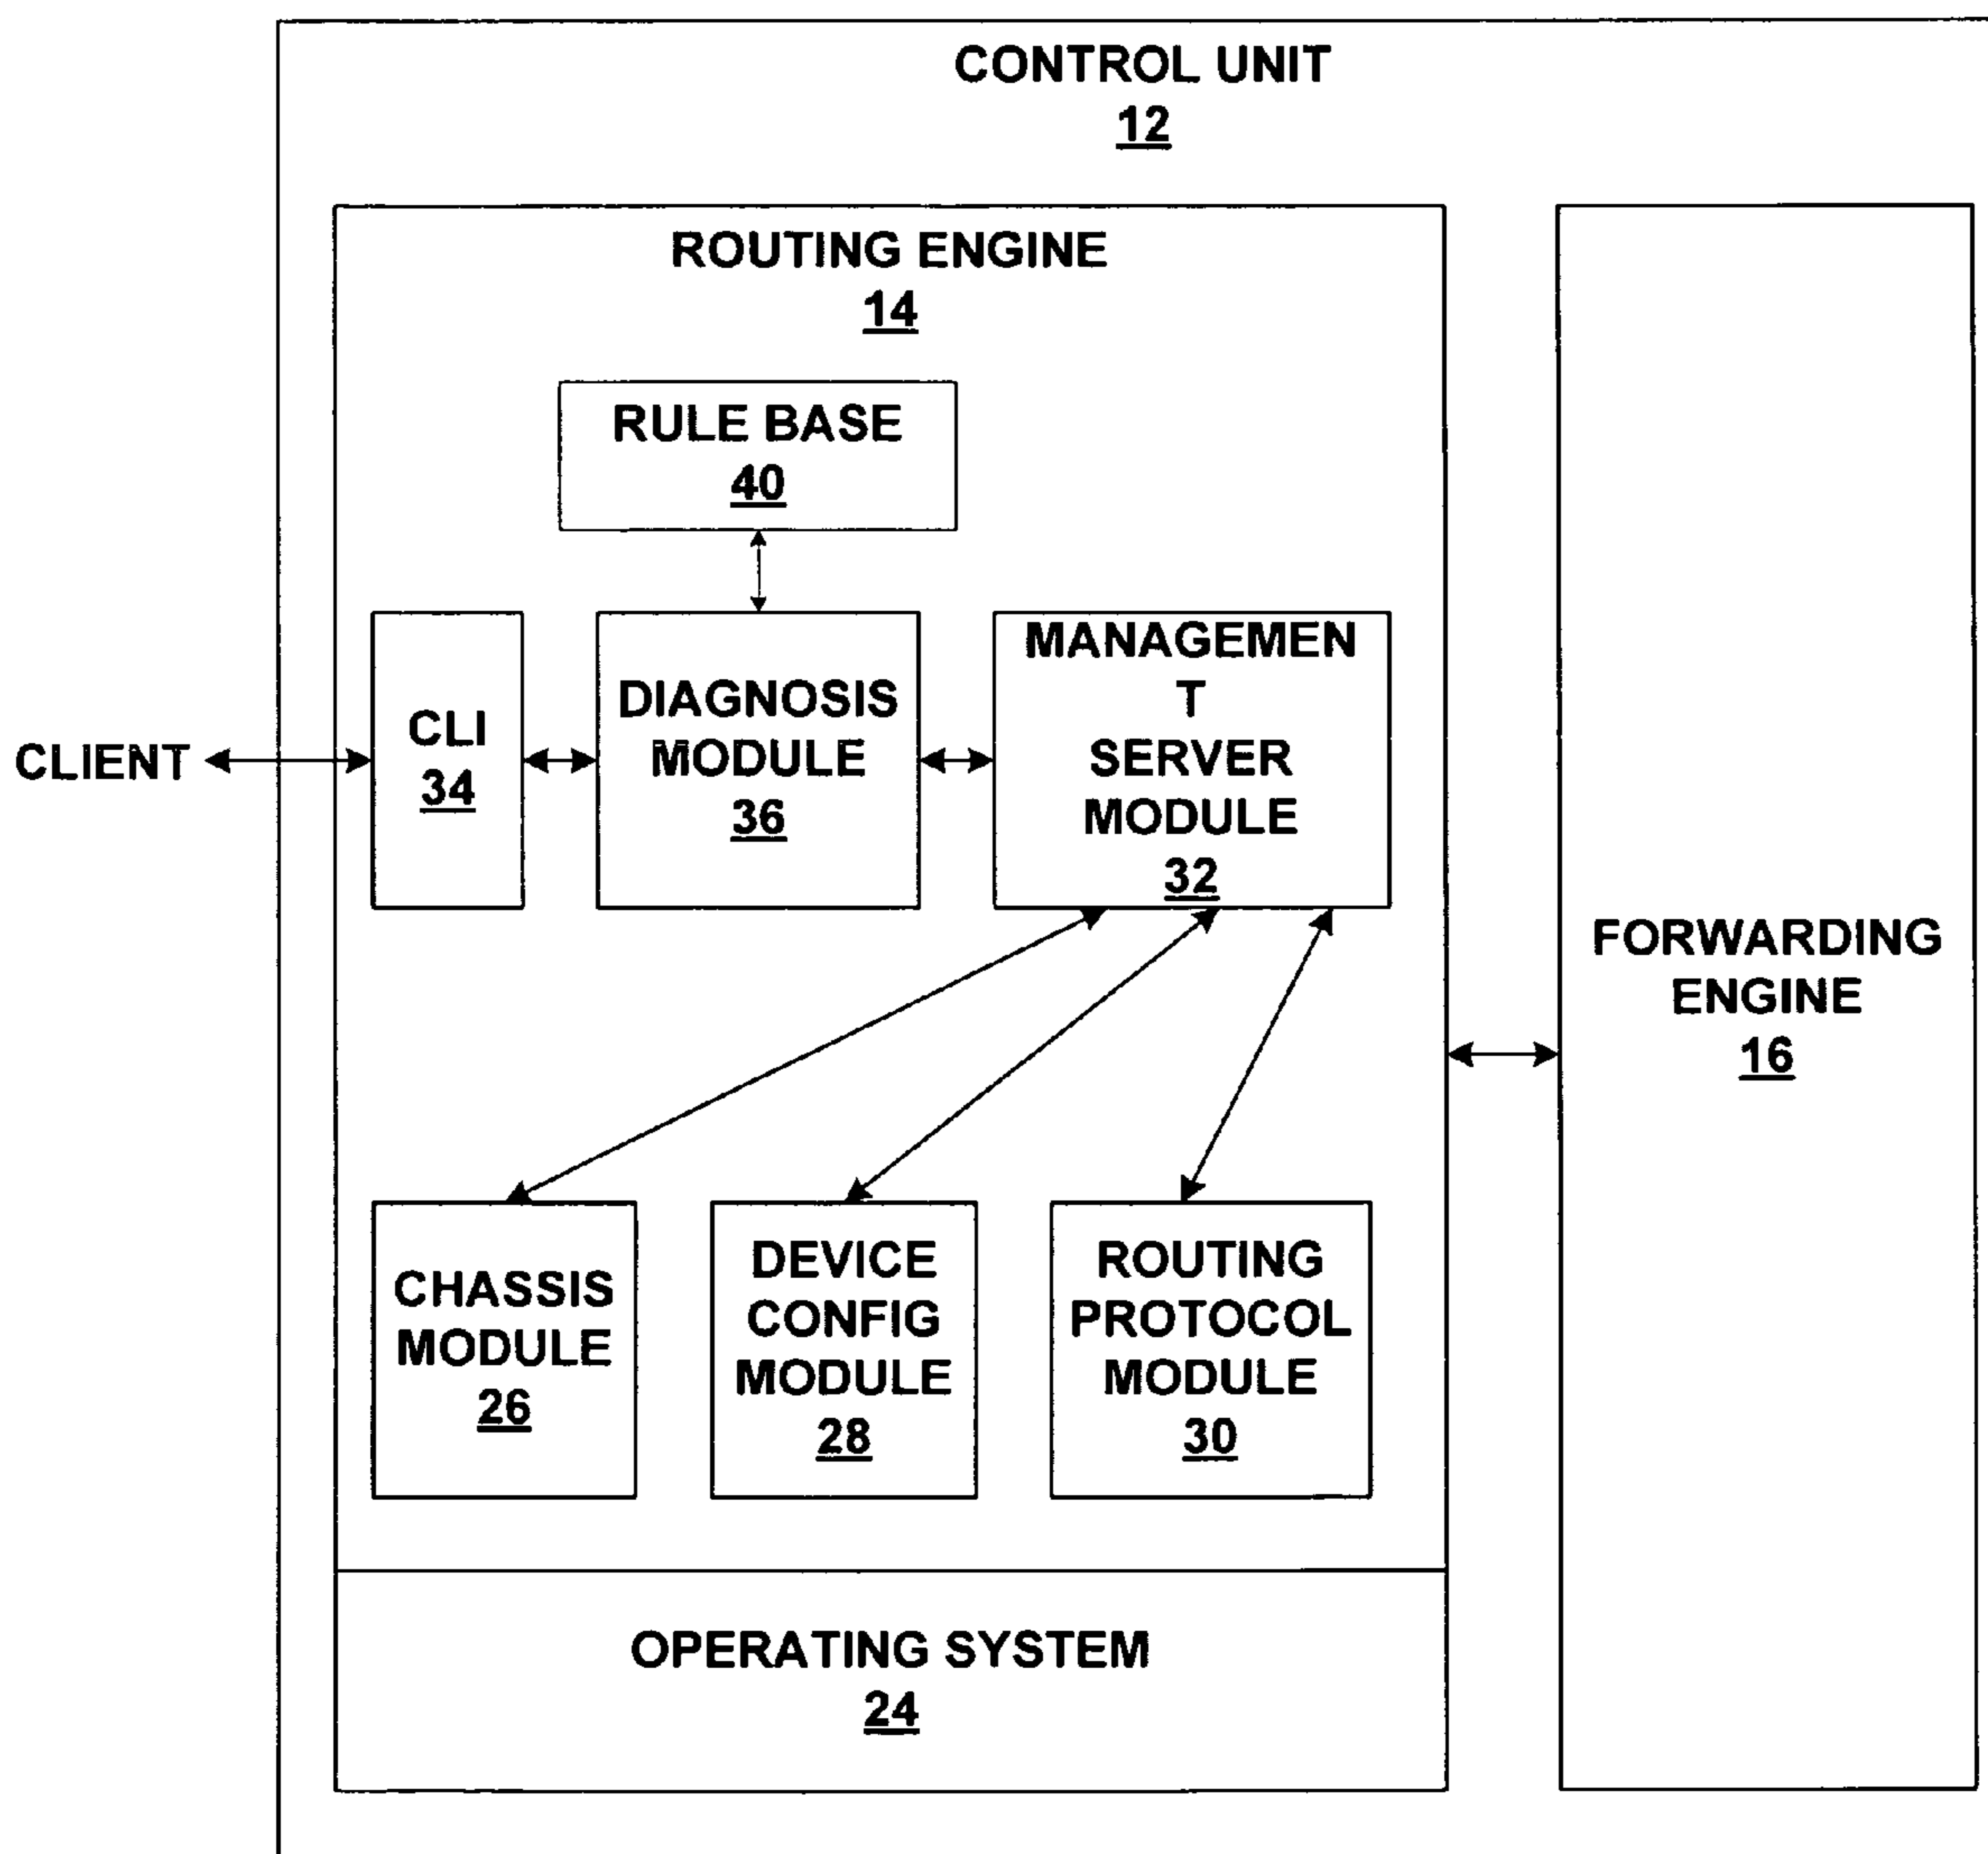 CONTROL UNIT
12
ROUTING ENGINE
14
RULE BASE
40
CLIENT
CLI
34
DIAGNOSIS
MODULE
36
MANAGEMEN
T
SERVER
MODULE
32
FORWARDING
ENGINE
16
CHASSIS
MODULE
26
DEVICE
CONFIG
MODULE
28
ROUTING
PROTOCOL
MODULE
30
OPERATING SYSTEM
24